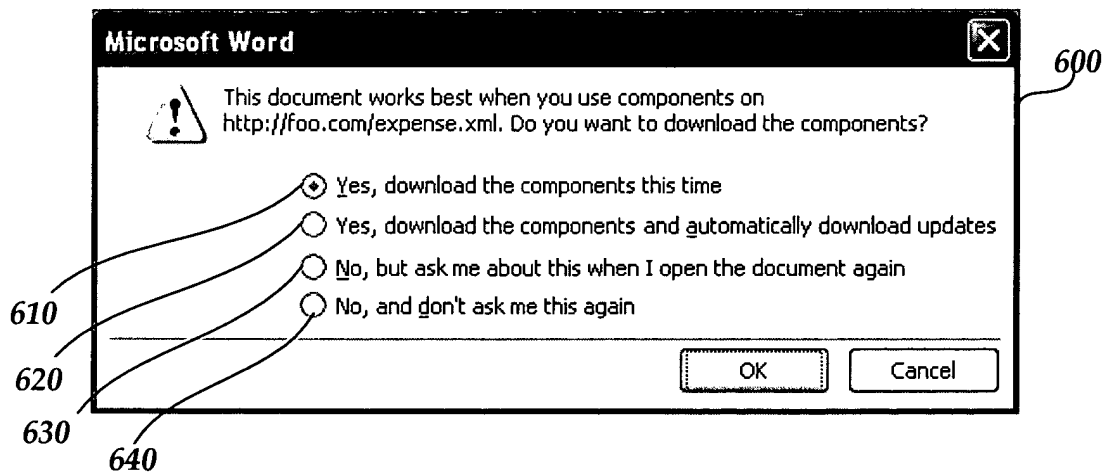 Microsoft Word
600
This document works best when you use components on
http://foo.com/expense.xml. Do you want to download the components?
Yes, download the components this time
Yes, download the components and automatically download updates
No, but ask me about this when I open the document again
No, and don't ask me this again
610
620
OK
Cancel
630
640